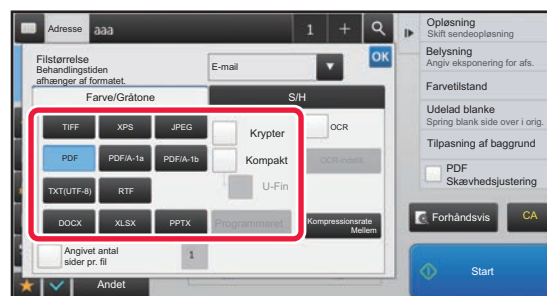 Adresse aaa 1 +
Filstørrelse
Behandlingstiden
afhænger af formatet.
E-mail
OK
Farve/Gråtone S/H
TIFF XPS JPEG Krypter OCR
PDF PDF/A-1a PDF/A-1b Kompakt
TXT(UTF-8) RTF U-Fin
DOCX XLSX PPTX Programmeret Kompressionsrate
Mellem
Angivet antal
sider pr. fil
1
Andet
Opløsning
Skift sendeopløsning
Belysning
Angiv eksponering for afs.
Farvetilstand
Udelad blanke
Spring blank side over i orig.
Tilpasning af baggrund
PDF
Skævhedsjustering
Forhåndsvis CA
Start